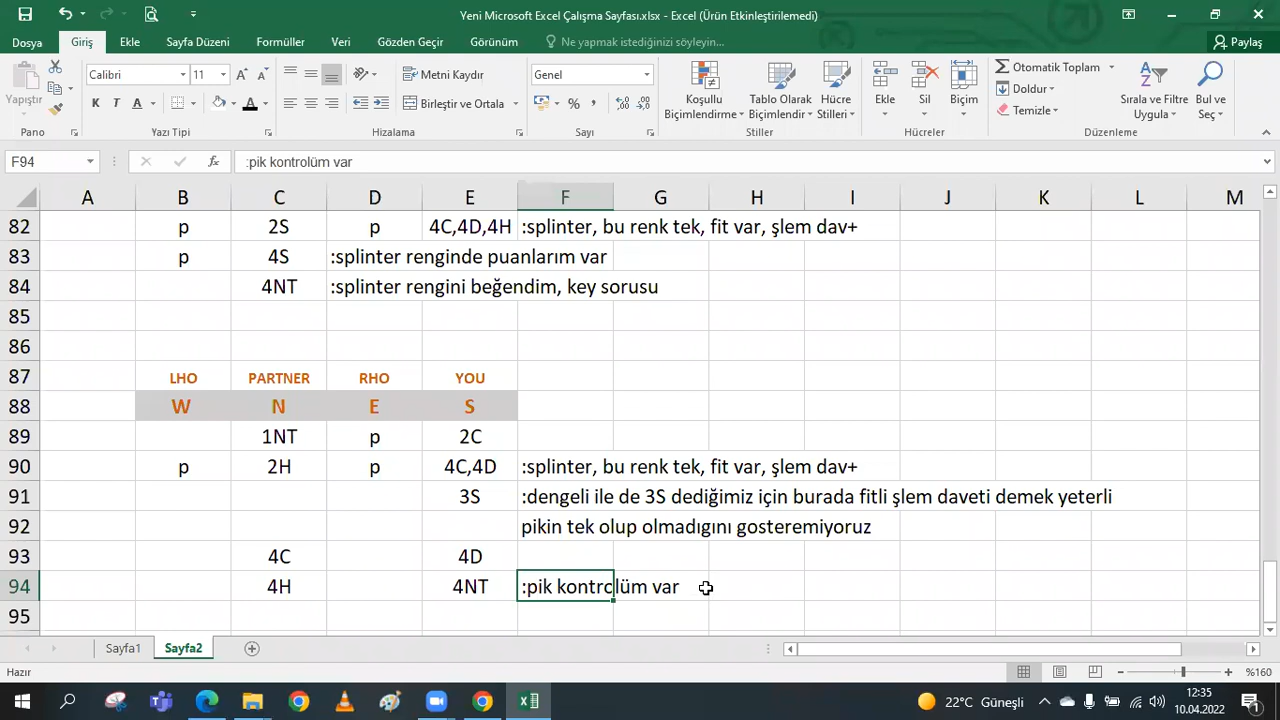 Yeni Microsoft Excel Çalışma Sayfası.xlsx - Excel (Ürün Etkinleştirilemedi)
Dosya Giriş Ekle Sayfa Düzeni Formüller Veri Gözden Geçir Görünüm Ne yapmak istediğinizi söyleyin... Paylaş
Yapıştır Calibri 11 Metni Kaydır Genel Koşullu Biçimlendirme Tablo Olarak Biçimlendir Hücre Stilleri Ekle Sil Biçim Otomatik Toplam Doldur Temizle Sırala ve Filtre Uygula Bul ve Seç
K T A Birleştir ve Ortala
Pano Yazı Tipi Hizalama Sayı Stiller Hücreler Düzenleme
F94 fx :pik kontrolüm var
A B C D E F G H I J K L M
82 p 2S p 4C,4D,4H :splinter, bu renk tek, fit var, şlem dav+
83 p 4S :splinter renginde puanlarım var
84 4NT :splinter rengini beğendim, key sorusu
85
86
87 LHO PARTNER RHO YOU
88 W N E S
89 1NT p 2C
90 p 2H p 4C,4D :splinter, bu renk tek, fit var, şlem dav+
91 3S :dengeli ile de 3S dediğimiz için burada fitli şlem daveti demek yeterli
92 pikin tek olup olmadıgını gosteremiyoruz
93 4C 4D
94 4H 4NT :pik kontrolüm var
95
Sayfa1 Sayfa2
Hazır %160
22°C Güneşli 12:35
10.04.2022